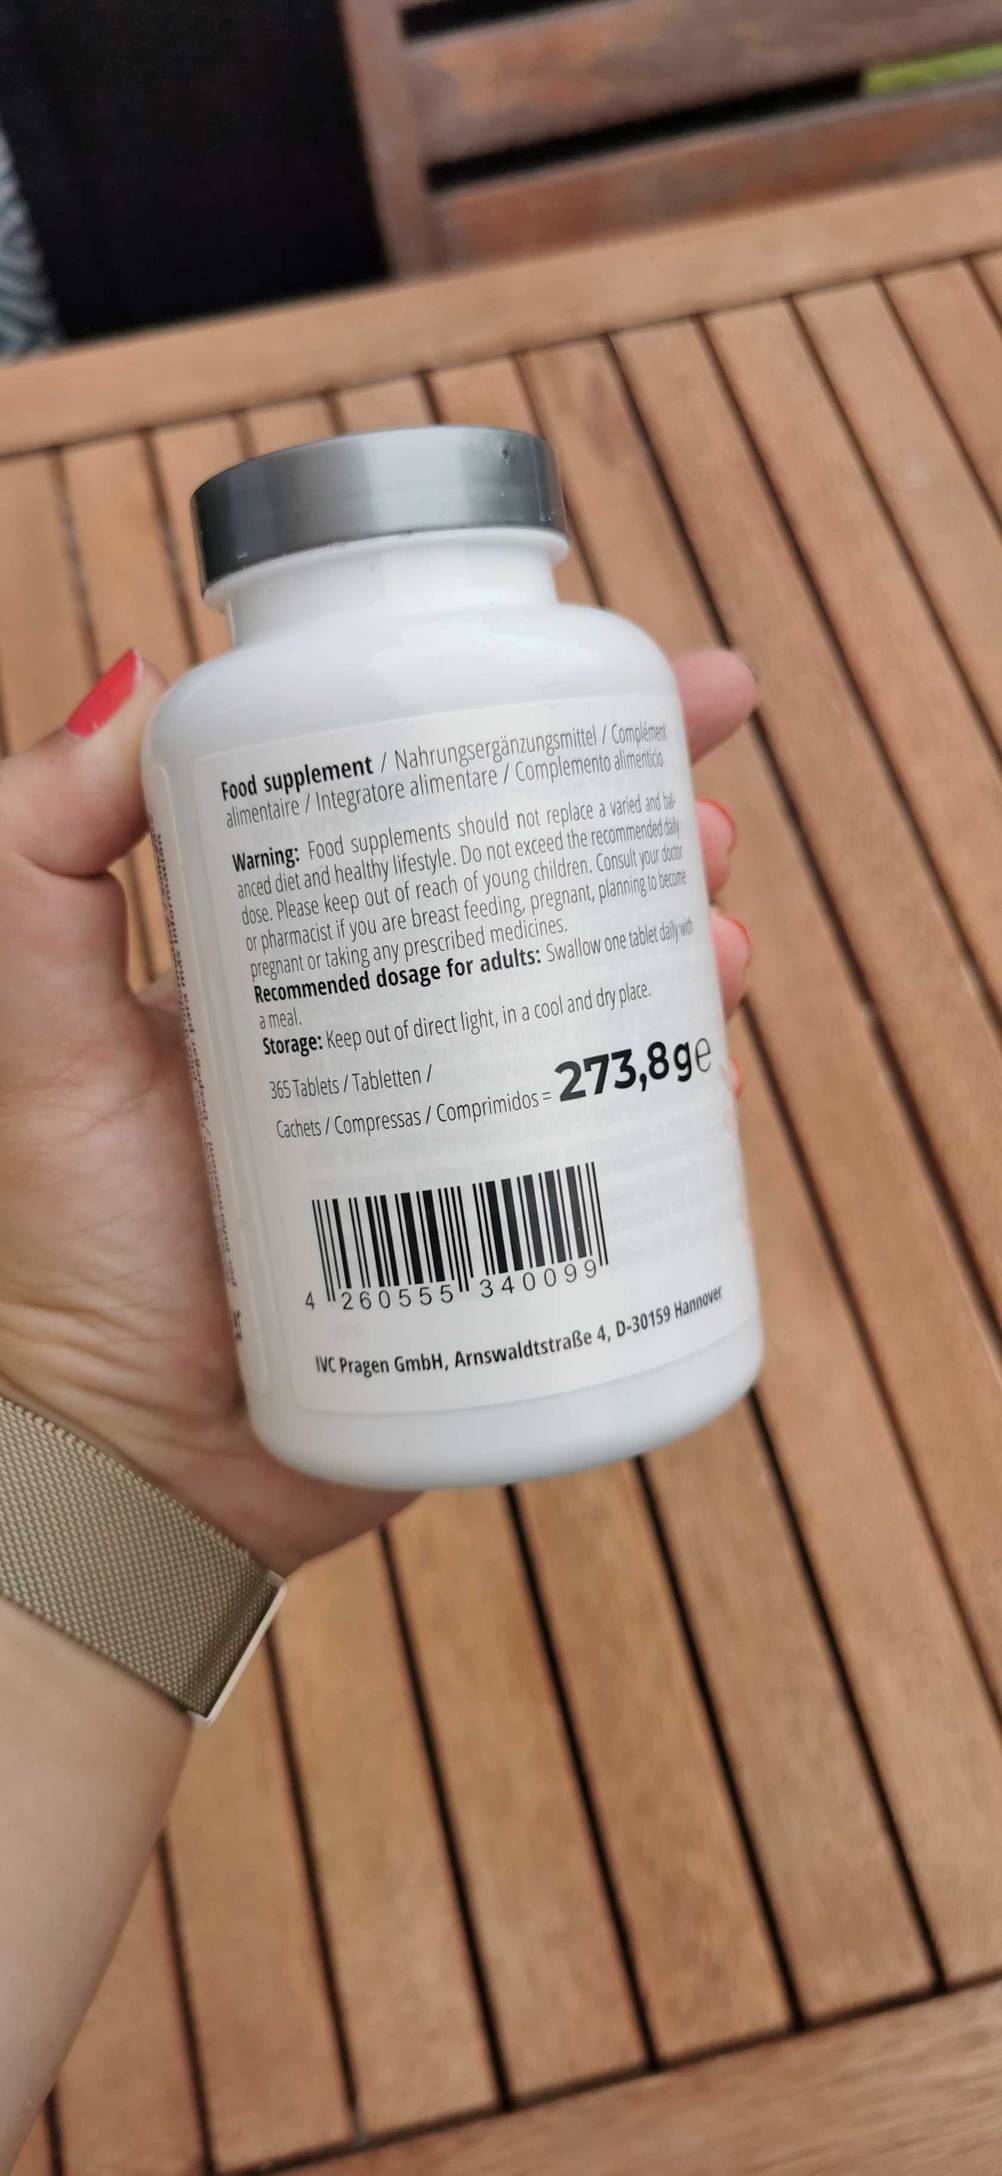 Food supplement / Nahrungsergänzungsmittel / Complément
alimentaire / Integratore alimentare / Complemento alimenticio
Warning: Food supplements should not replace a varied and bal-
anced diet and healthy lifestyle. Do not exceed the recommended daily
dose. Please keep out of reach of young children. Consult your doctor
or pharmacist if you are breast feeding, pregnant, planning to become
pregnant or taking any prescribed medicines.
Recommended dosage for adults: Swallow one tablet daily with
a meal.
Storage: Keep out of direct light, in a cool and dry place.
365 Tablets / Tabletten /
Cachets / Compressas / Comprimidos = 273,8g e
4 260555 340099
IVC Pragen GmbH, Arnswaldtstraße 4, D-30159 Hannover